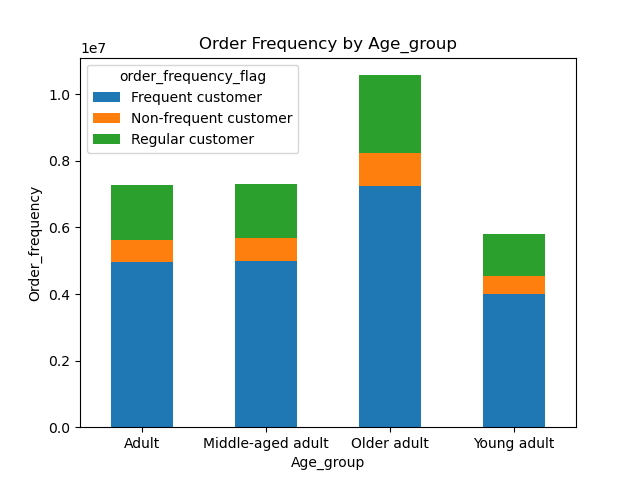 Order Frequency by Age_group
1e7
order_frequency_flag
Frequent customer
Non-frequent customer
Regular customer
1.0
0.8
0.6
0.4
0.2
0.0
Order_frequency
Adult
Middle-aged adult
Older adult
Young adult
Age_group